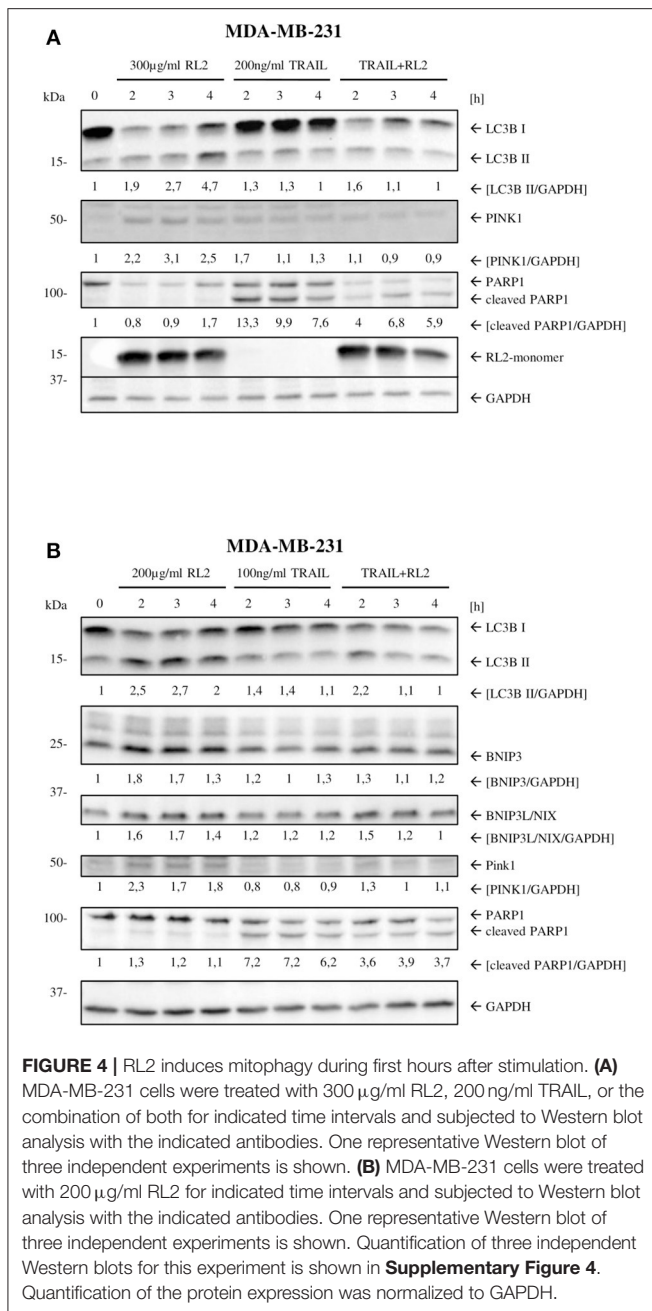 A
MDA-MB-231
300µg/ml RL2 200ng/ml TRAIL TRAIL+RL2
kDa 0 2 3 4 2 3 4 2 3 4 [h]
← LC3B I
15- ← LC3B II
1 1,9 2,7 4,7 1,3 1,3 1 1,6 1,1 1 ← [LC3B II/GAPDH]
50- ← PINK1
1 2,2 3,1 2,5 1,7 1,1 1,3 1,1 0,9 0,9 ← [PINK1/GAPDH]
← PARP1
100- ← cleaved PARP1
1 0,8 0,9 1,7 13,3 9,9 7,6 4 6,8 5,9 ← [cleaved PARP1/GAPDH]
15- ← RL2-monomer
37-
← GAPDH
B
MDA-MB-231
200µg/ml RL2 100ng/ml TRAIL TRAIL+RL2
kDa 0 2 3 4 2 3 4 2 3 4 [h]
← LC3B I
15- ← LC3B II
1 2,5 2,7 2 1,4 1,4 1,1 2,2 1,1 1 ← [LC3B II/GAPDH]
25-
← BNIP3
1 1,8 1,7 1,3 1,2 1 1,3 1,3 1,1 1,2 ← [BNIP3/GAPDH]
37-
← BNIP3L/NIX
1 1,6 1,7 1,4 1,2 1,2 1,2 1,5 1,2 1 ← [BNIP3L/NIX/GAPDH]
50- ← Pink1
1 2,3 1,7 1,8 0,8 0,8 0,9 1,3 1 1,1 ← [PINK1/GAPDH]
100- ← PARP1
← cleaved PARP1
1 1,3 1,2 1,1 7,2 7,2 6,2 3,6 3,9 3,7 ← [cleaved PARP1/GAPDH]
37-
← GAPDH
FIGURE 4 | RL2 induces mitophagy during first hours after stimulation. (A)
MDA-MB-231 cells were treated with 300 µg/ml RL2, 200 ng/ml TRAIL, or the
combination of both for indicated time intervals and subjected to Western blot
analysis with the indicated antibodies. One representative Western blot of
three independent experiments is shown. (B) MDA-MB-231 cells were treated
with 200 µg/ml RL2 for indicated time intervals and subjected to Western blot
analysis with the indicated antibodies. One representative Western blot of
three independent experiments is shown. Quantification of three independent
Western blots for this experiment is shown in Supplementary Figure 4.
Quantification of the protein expression was normalized to GAPDH.